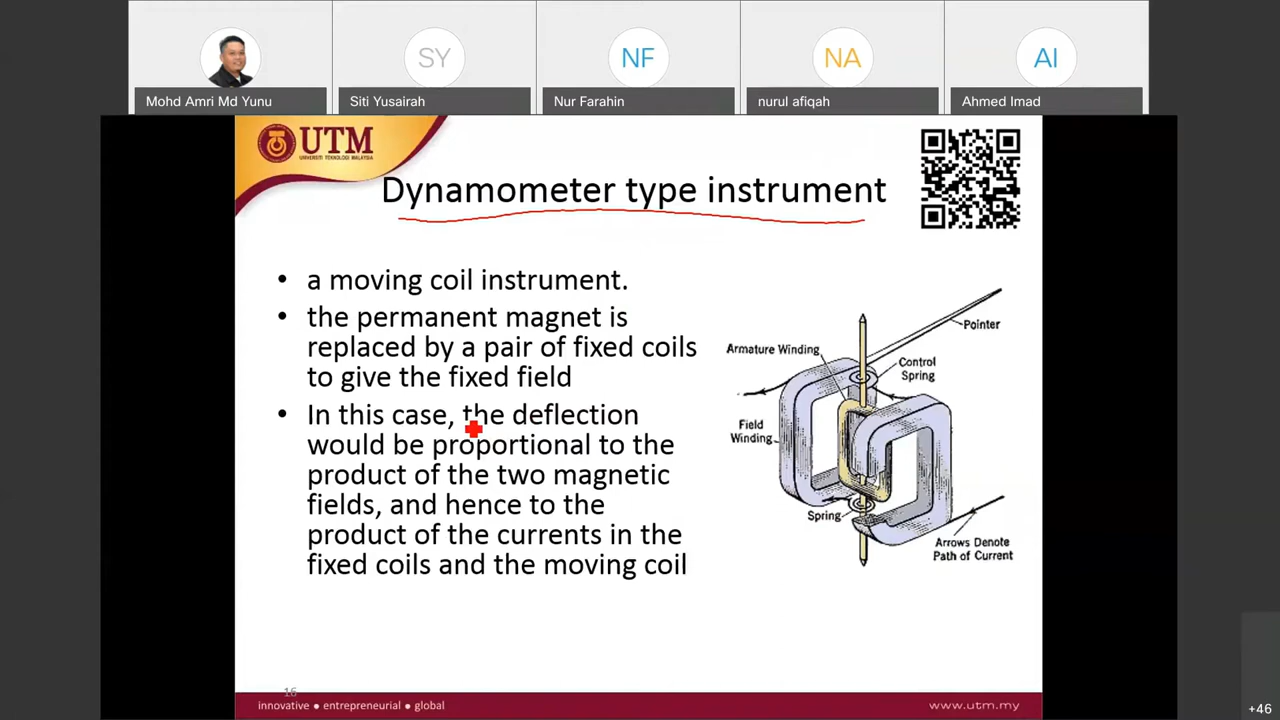 SY
NF
NA
AI
Mohd Amri Md Yunu
Siti Yusairah
Nur Farahin
nurul afiqah
Ahmed Imad
UTM
UNIVERSITI TEKNOLOGI MALAYSIA
Dynamometer type instrument
• a moving coil instrument.
• the permanent magnet is
replaced by a pair of fixed coils
to give the fixed field
• In this case, the deflection
would be proportional to the
product of the two magnetic
fields, and hence to the
product of the currents in the
fixed coils and the moving coil
Pointer
Armature Winding
Control
Spring
Field
Winding
Spring
Arrows Denote
Path of Current
16
innovative ● entrepreneurial ● global
www.utm.my
+46